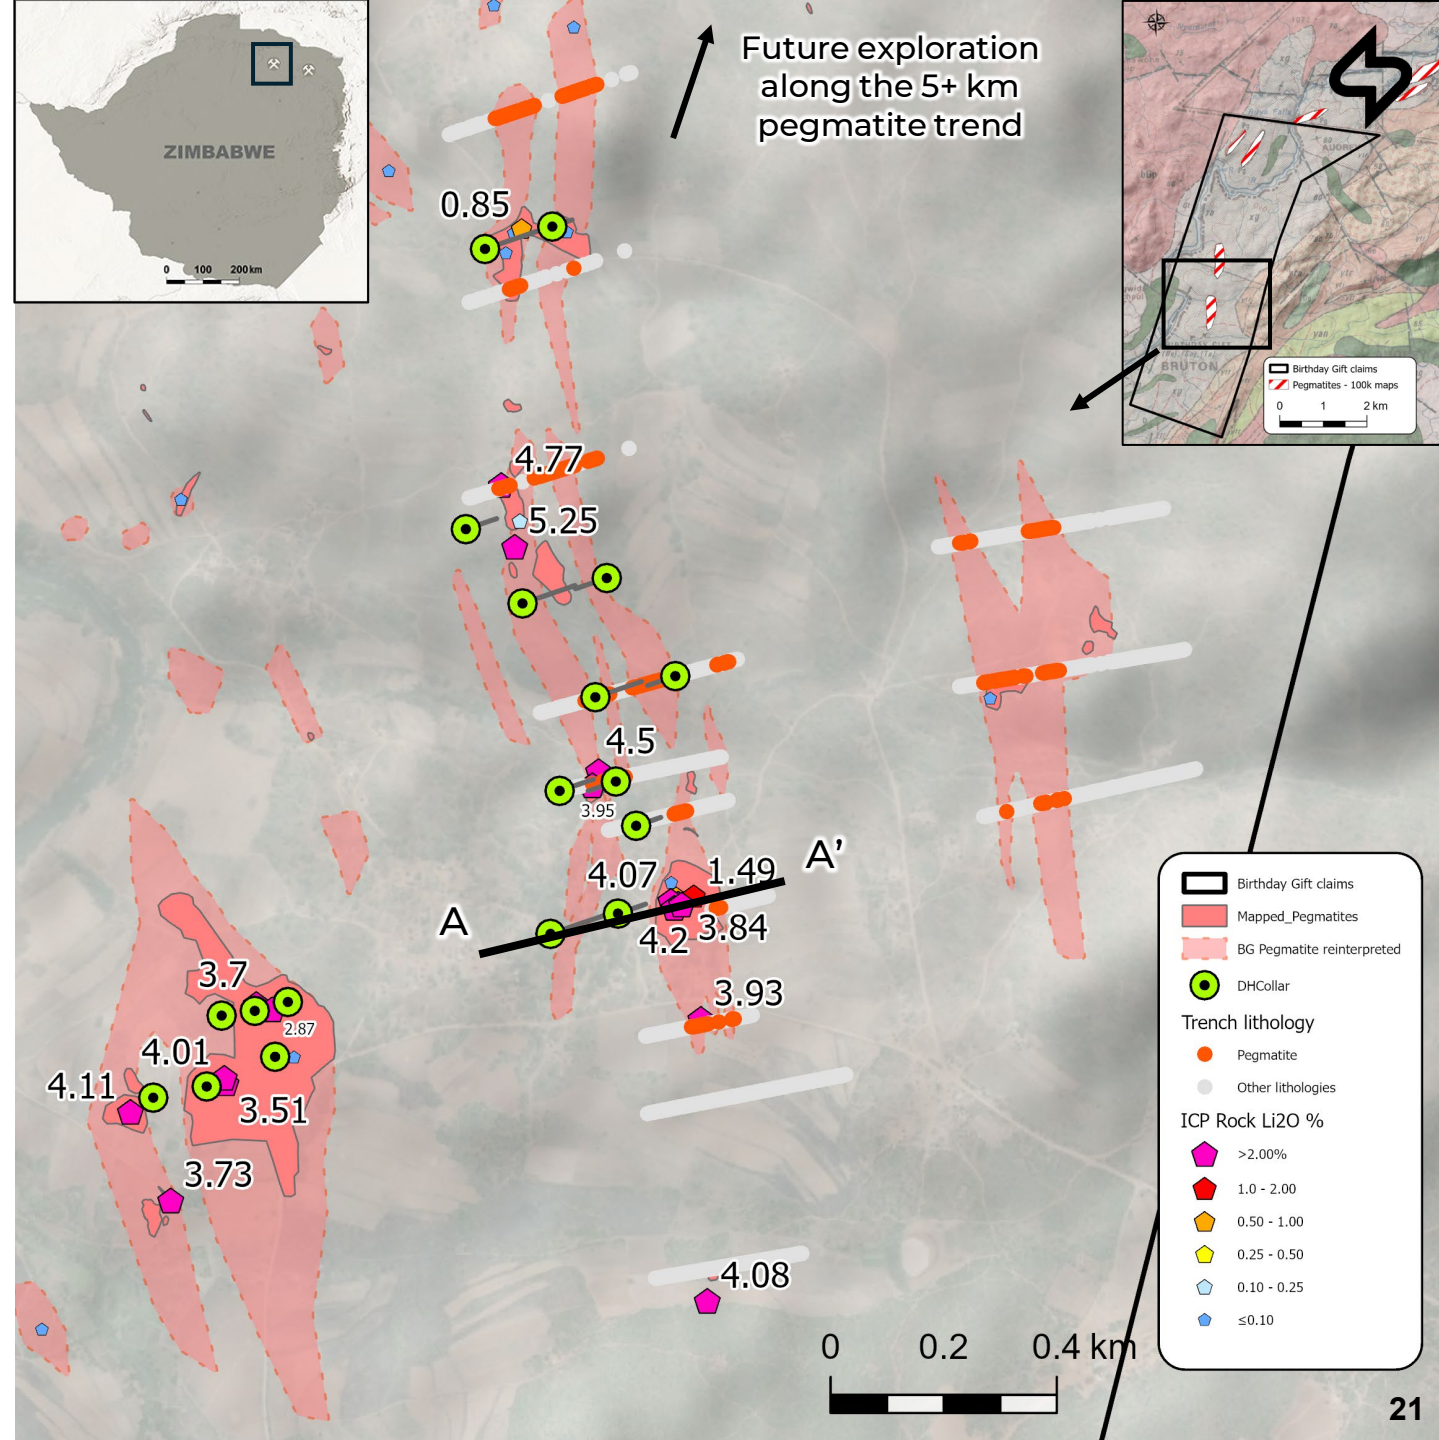 ZIMBABWE
0 100 200 km
Future exploration
along the 5+ km
pegmatite trend
AUDREY
BRUTON
Birthday Gift claims
Pegmatites - 100k maps
0 1 2 km
0.85
4.77
5.25
4.5
3.95
A
A’
4.07
1.49
4.2
3.84
3.93
3.7
2.87
4.01
4.11
3.51
3.73
4.08
Birthday Gift claims
Mapped_Pegmatites
BG Pegmatite reinterpreted
DHCollar
Trench lithology
Pegmatite
Other lithologies
ICP Rock Li2O %
>2.00%
1.0 - 2.00
0.50 - 1.00
0.25 - 0.50
0.10 - 0.25
≤0.10
0 0.2 0.4 km
21